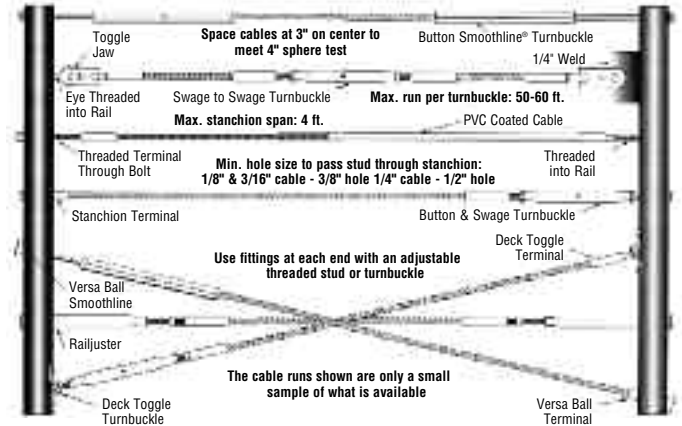 Space cables at 3" on center to
meet 4" sphere test
Toggle
Jaw
Button Smoothline® Turnbuckle
1/4" Weld
Eye Threaded
into Rail
Swage to Swage Turnbuckle
Max. run per turnbuckle: 50-60 ft.
Max. stanchion span: 4 ft.
PVC Coated Cable
Threaded Terminal
Through Bolt
Min. hole size to pass stud through stanchion:
1/8" & 3/16" cable - 3/8" hole 1/4" cable - 1/2" hole
Threaded
into Rail
Stanchion Terminal
Button & Swage Turnbuckle
Use fittings at each end with an adjustable
threaded stud or turnbuckle
Deck Toggle
Terminal
Versa Ball
Smoothline
Railjuster
The cable runs shown are only a small
sample of what is available
Deck Toggle
Turnbuckle
Versa Ball
Terminal